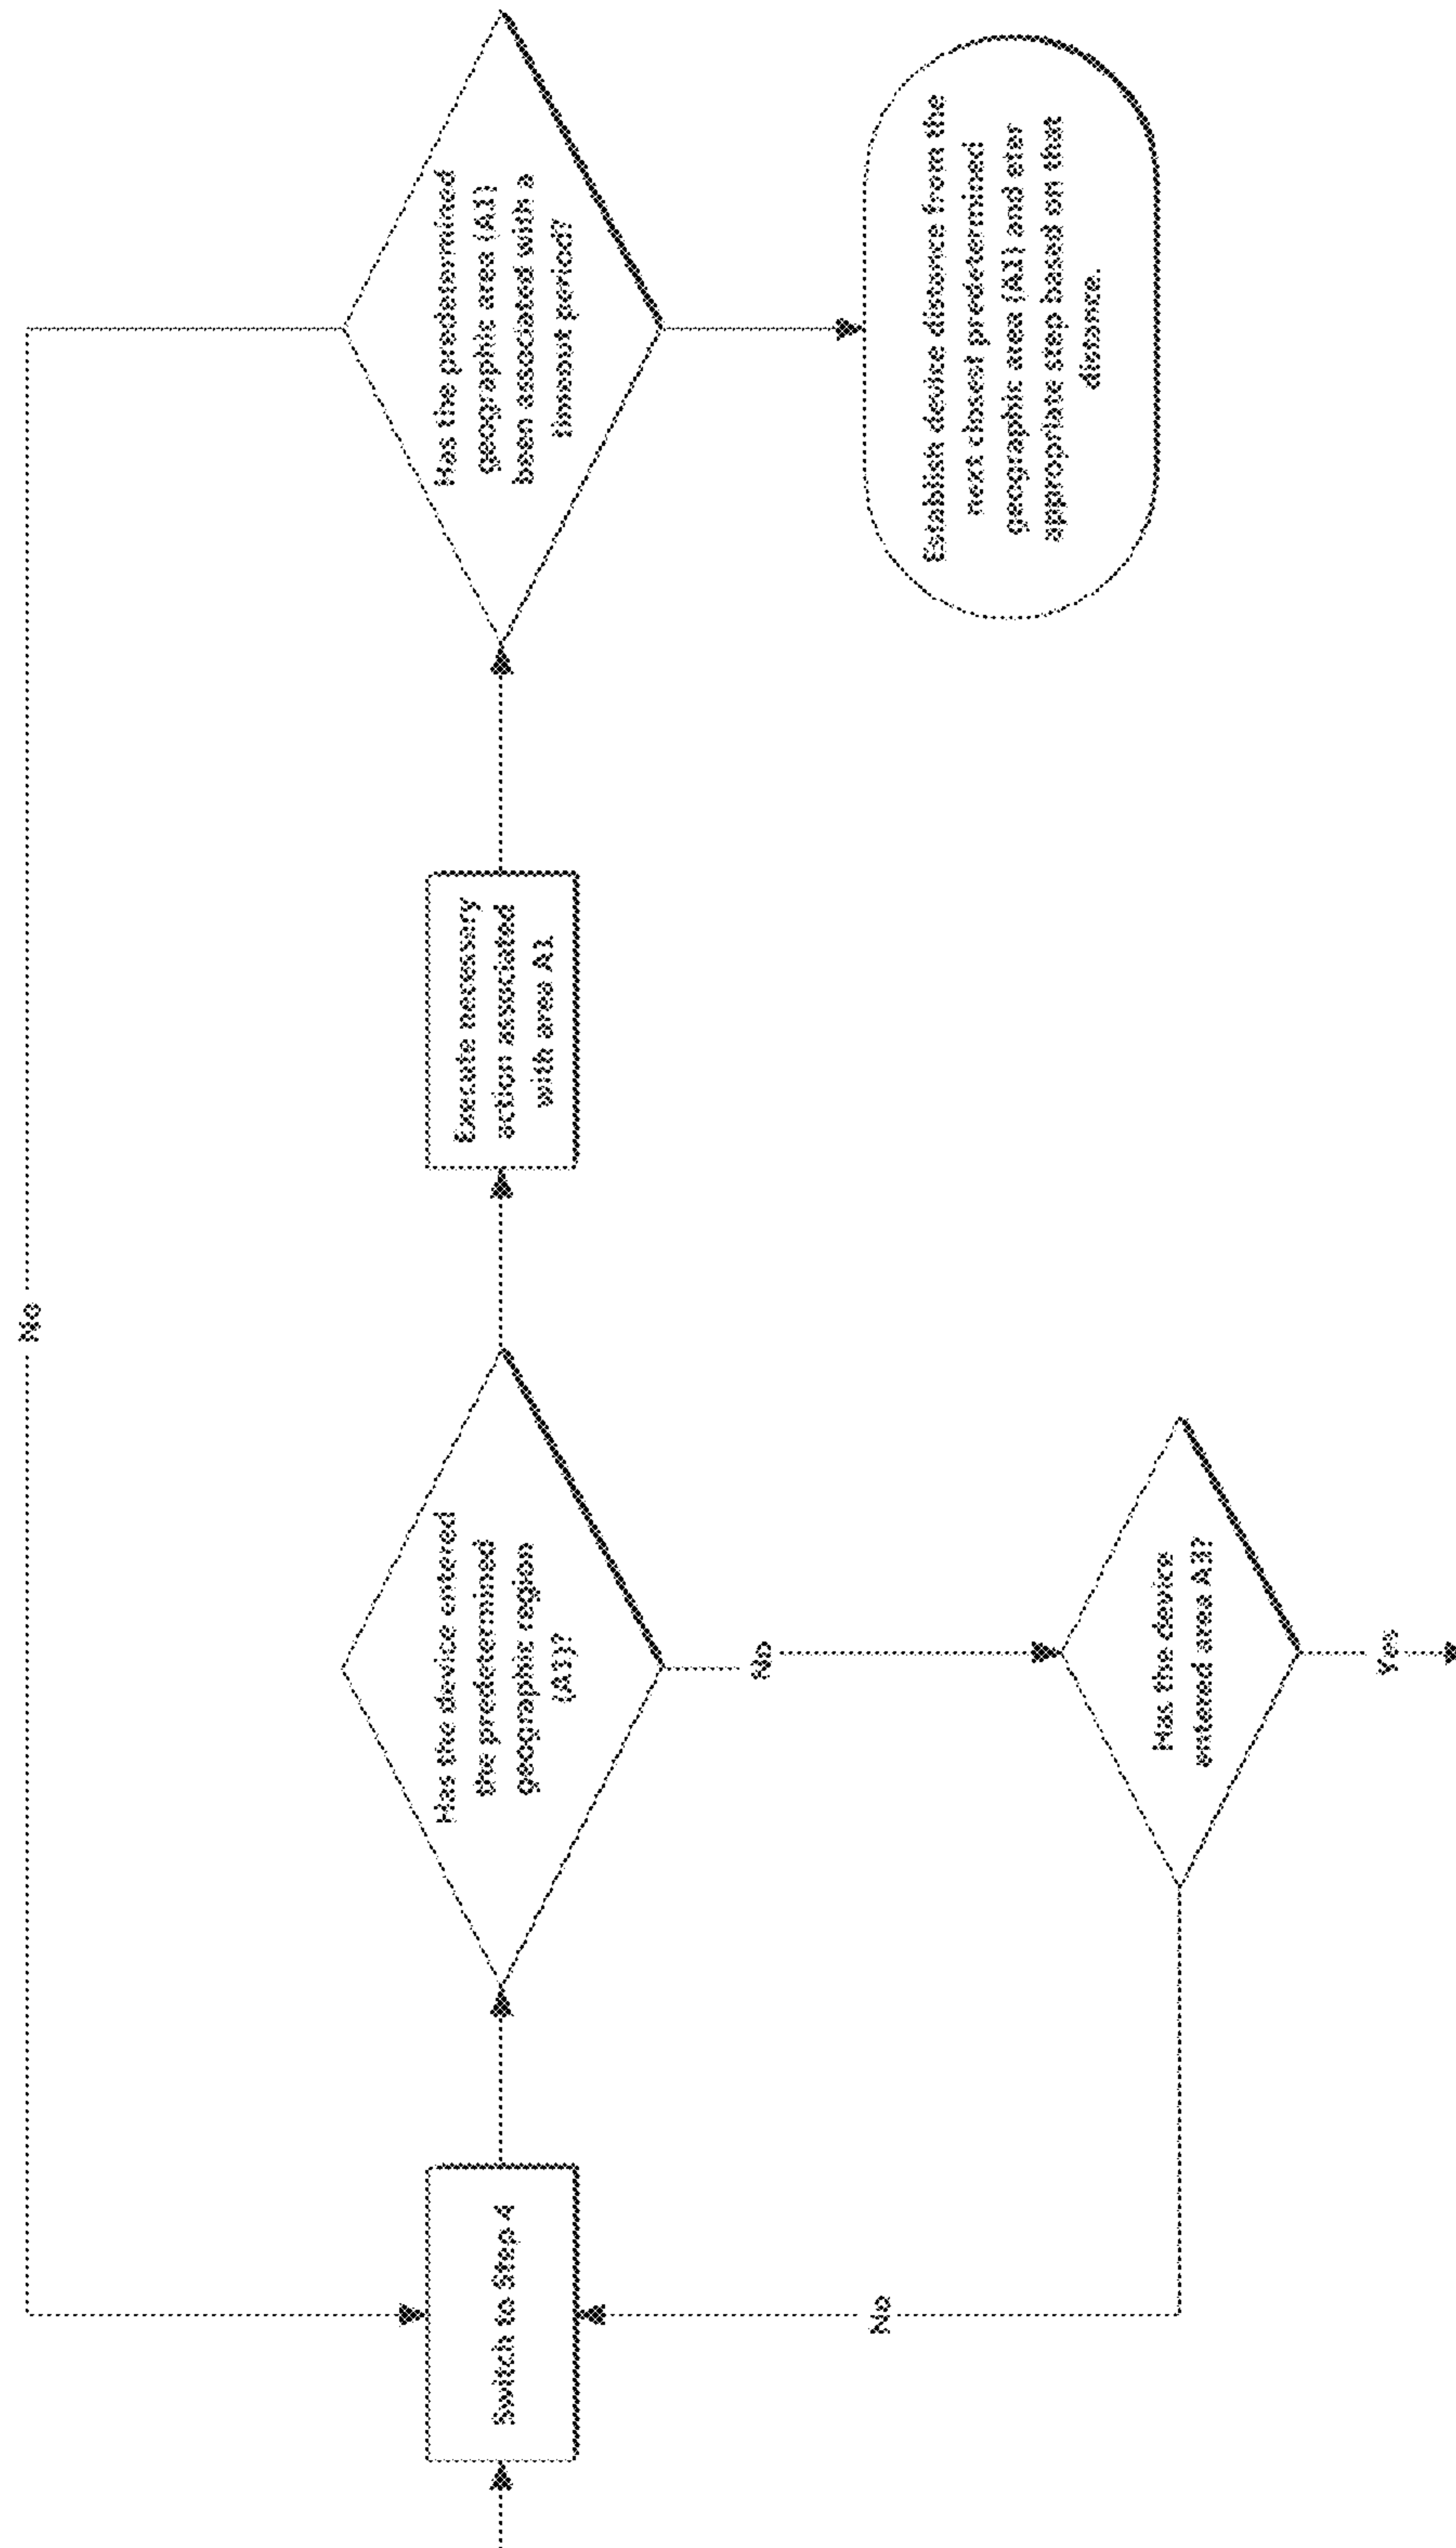 No
Switch to Step 4
Has the device entered
the predetermined
geographic region
(A1)?
Execute necessary
action associated
with area A1
Has the predetermined
geographic area (A1)
been associated with a
timeout period?
No
No
Has the device
entered area A3?
Yes
Establish device distance from the
next closest predetermined
geographic area and
appropriate step based on that
distance.